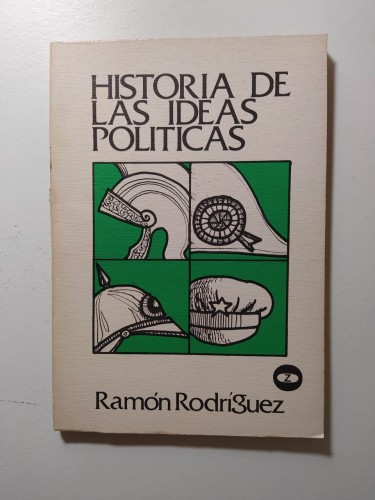 HISTORIA DE
LAS IDEAS
POLITICAS
Z
Ramón Rodríguez